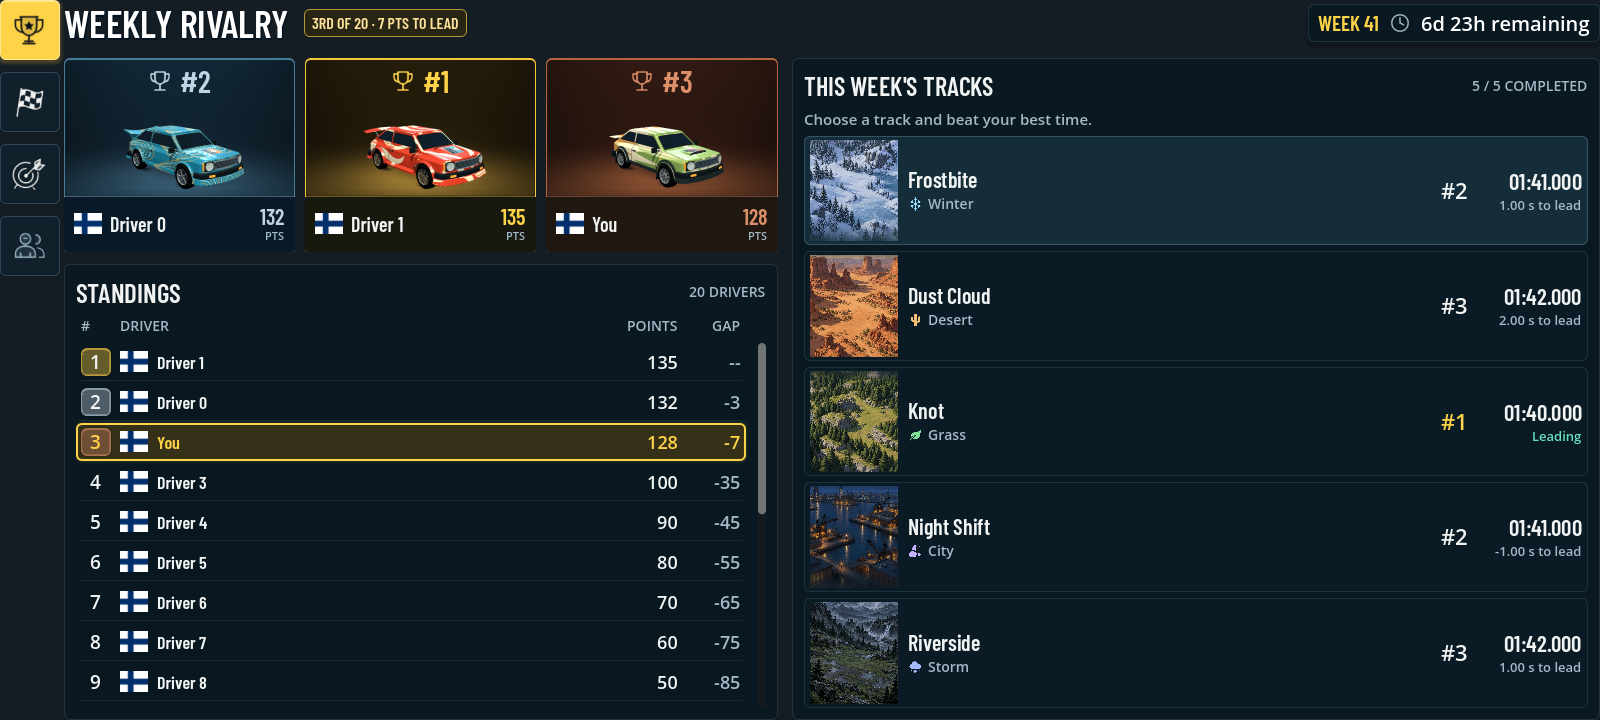 WEEKLY RIVALRY
3RD OF 20 · 7 PTS TO LEAD
WEEK 41 6d 23h remaining
#2
Driver 0
132
PTS
#1
Driver 1
135
PTS
#3
You
128
PTS
STANDINGS
20 DRIVERS
# DRIVER POINTS GAP
1 Driver 1 135 --
2 Driver 0 132 -3
3 You 128 -7
4 Driver 3 100 -35
5 Driver 4 90 -45
6 Driver 5 80 -55
7 Driver 6 70 -65
8 Driver 7 60 -75
9 Driver 8 50 -85
THIS WEEK'S TRACKS
5 / 5 COMPLETED
Choose a track and beat your best time.
Frostbite
Winter
#2
01:41.000
1.00 s to lead
Dust Cloud
Desert
#3
01:42.000
2.00 s to lead
Knot
Grass
#1
01:40.000
Leading
Night Shift
City
#2
01:41.000
-1.00 s to lead
Riverside
Storm
#3
01:42.000
1.00 s to lead